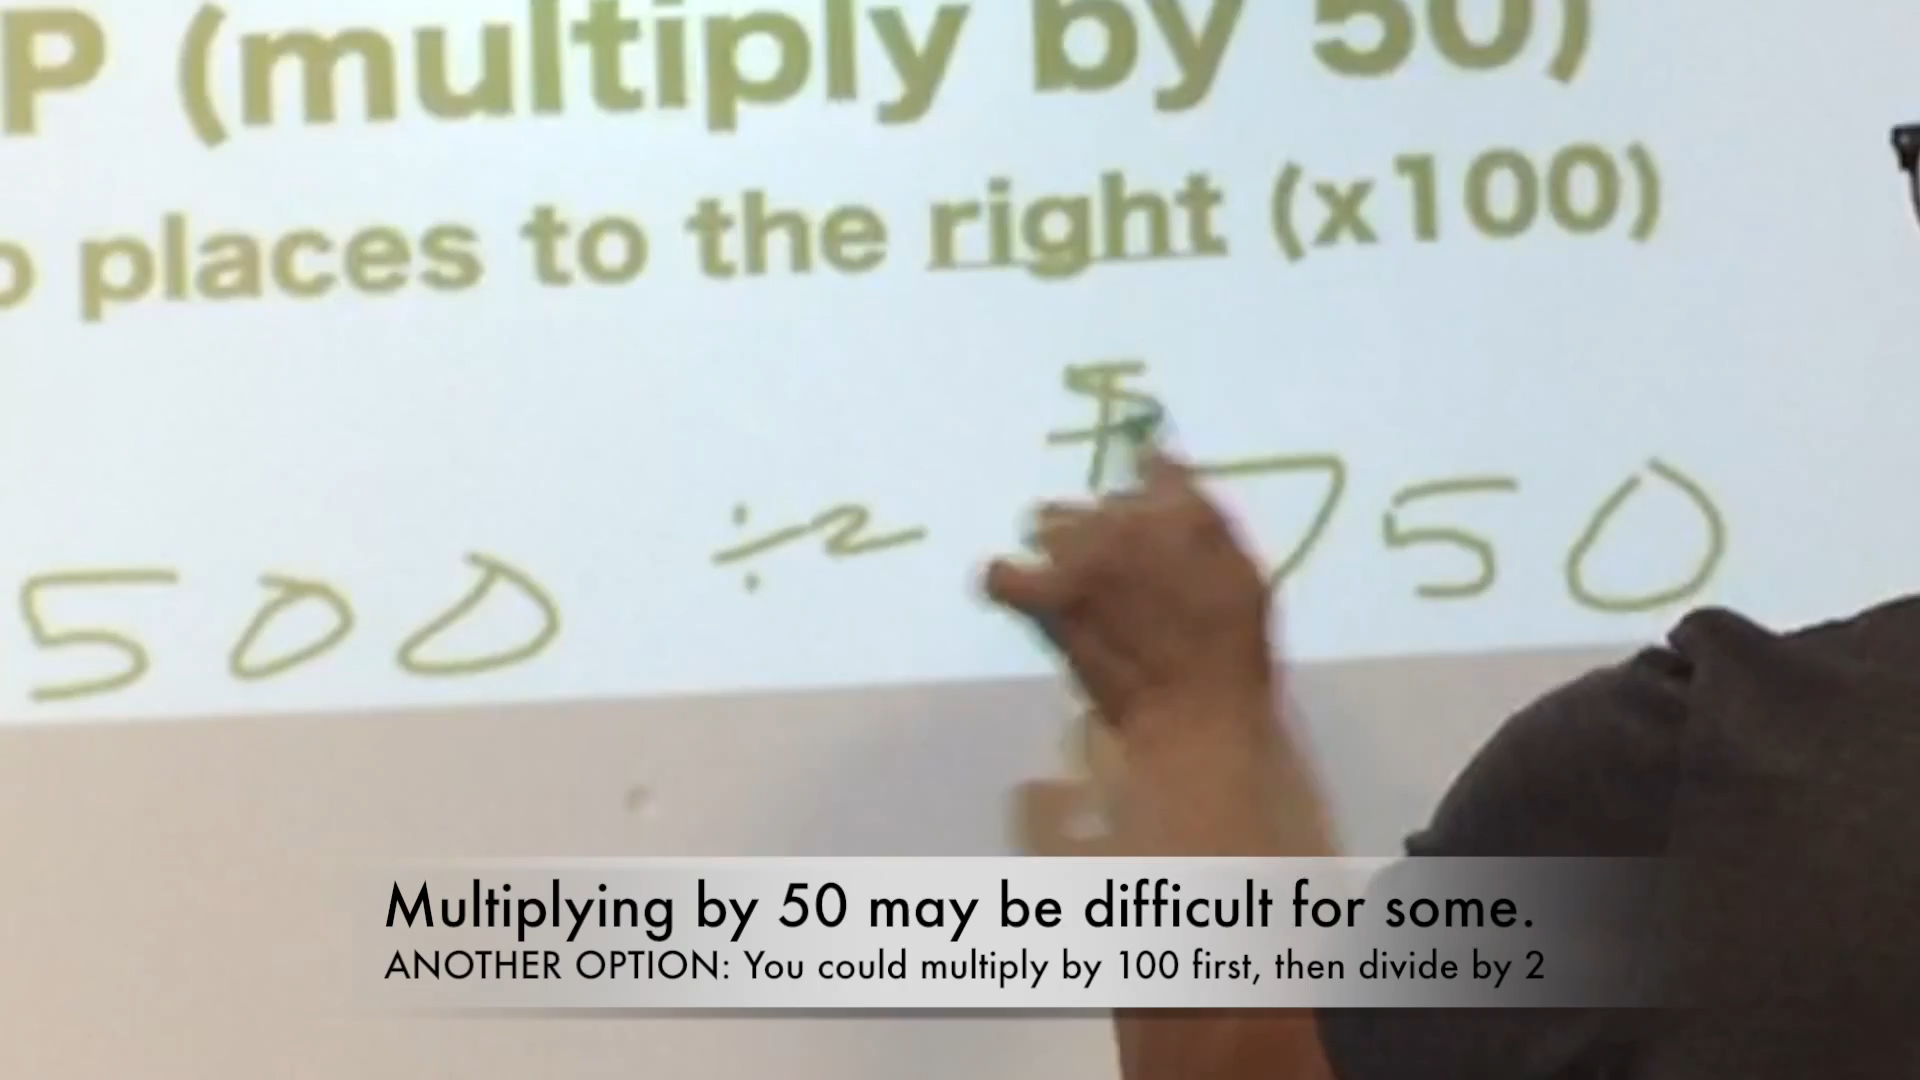 P (multiply by 50)
places to the right (x100)
$
500 ÷2 750
Multiplying by 50 may be difficult for some.
ANOTHER OPTION: You could multiply by 100 first, then divide by 2